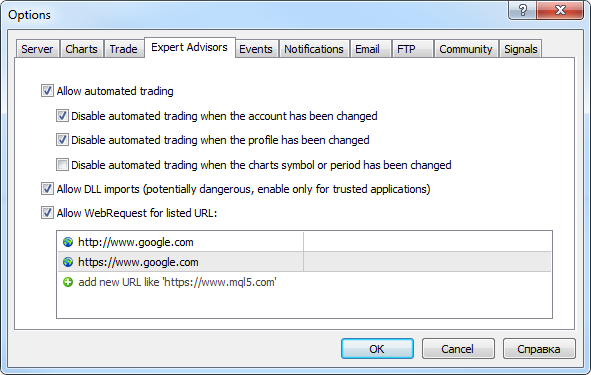 Options
Server Charts Trade Expert Advisors Events Notifications Email FTP Community Signals
Allow automated trading
Disable automated trading when the account has been changed
Disable automated trading when the profile has been changed
Disable automated trading when the charts symbol or period has been changed
Allow DLL imports (potentially dangerous, enable only for trusted applications)
Allow WebRequest for listed URL:
http://www.google.com
https://www.google.com
add new URL like 'https://www.mql5.com'
OK Cancel Справка